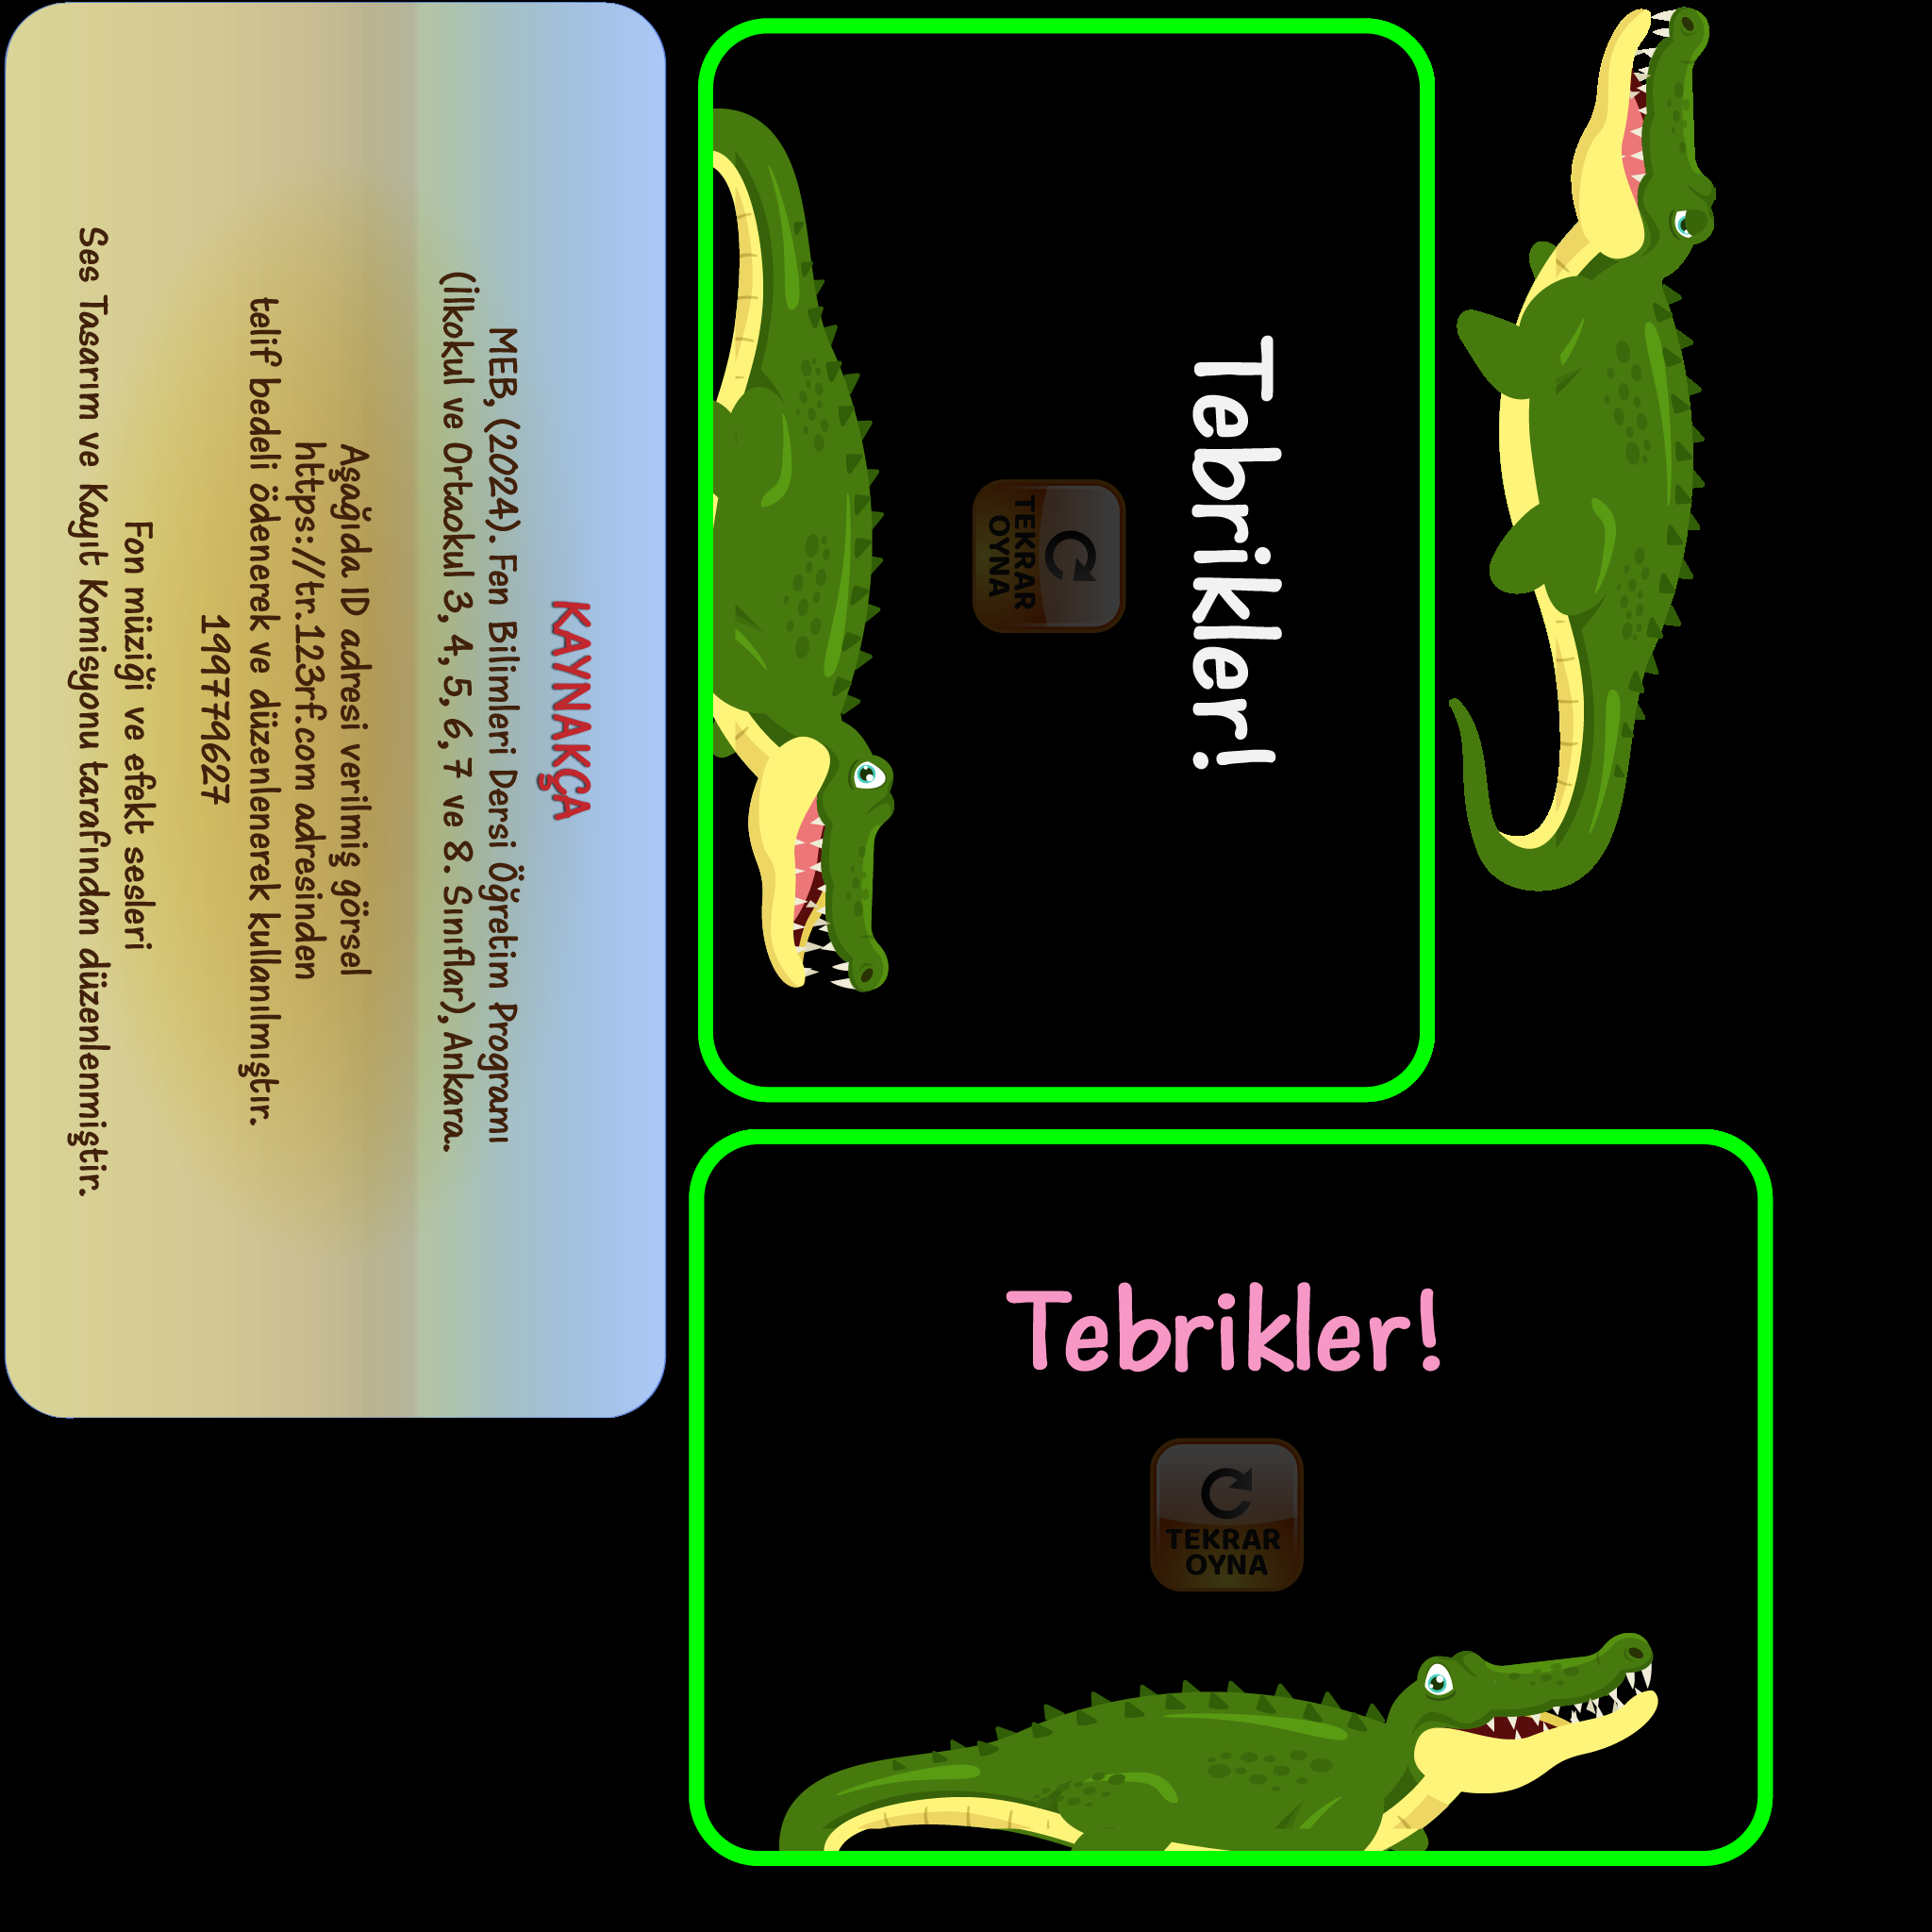 KAYNAKÇA
MEB, (2024). Fen Bilimleri Dersi Öğretim Programı
(İlkokul ve Ortaokul 3, 4, 5, 6, 7 ve 8. Sınıflar), Ankara.
Aşağıda ID adresi verilmiş görsel
https://tr.123rf.com adresinden
telif bedeli ödenerek ve düzenlenerek kullanılmıştır.
199779627
Fon müziği ve efekt sesleri
Ses Tasarım ve Kayıt Komisyonu tarafından düzenlenmiştir.
Tebrikler!
TEKRAR
OYNA
Tebrikler!
TEKRAR
OYNA